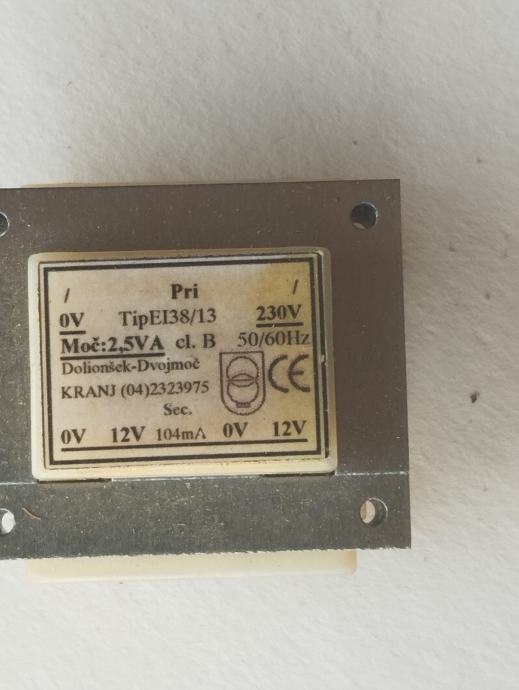 / Pri /
0V TipEI38/13 230V
Moč:2,5VA cl. B 50/60Hz
Dolionšek-Dvojmoč
KRANJ (04)2323975 CE
Sec.
0V 12V 104mA 0V 12V